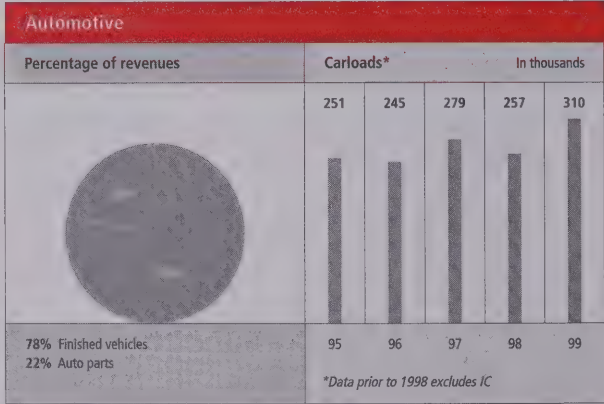 Automotive
Percentage of revenues
78% Finished vehicles
22% Auto parts
Carloads* In thousands
251 245 279 257 310
95 96 97 98 99
*Data prior to 1998 excludes IC